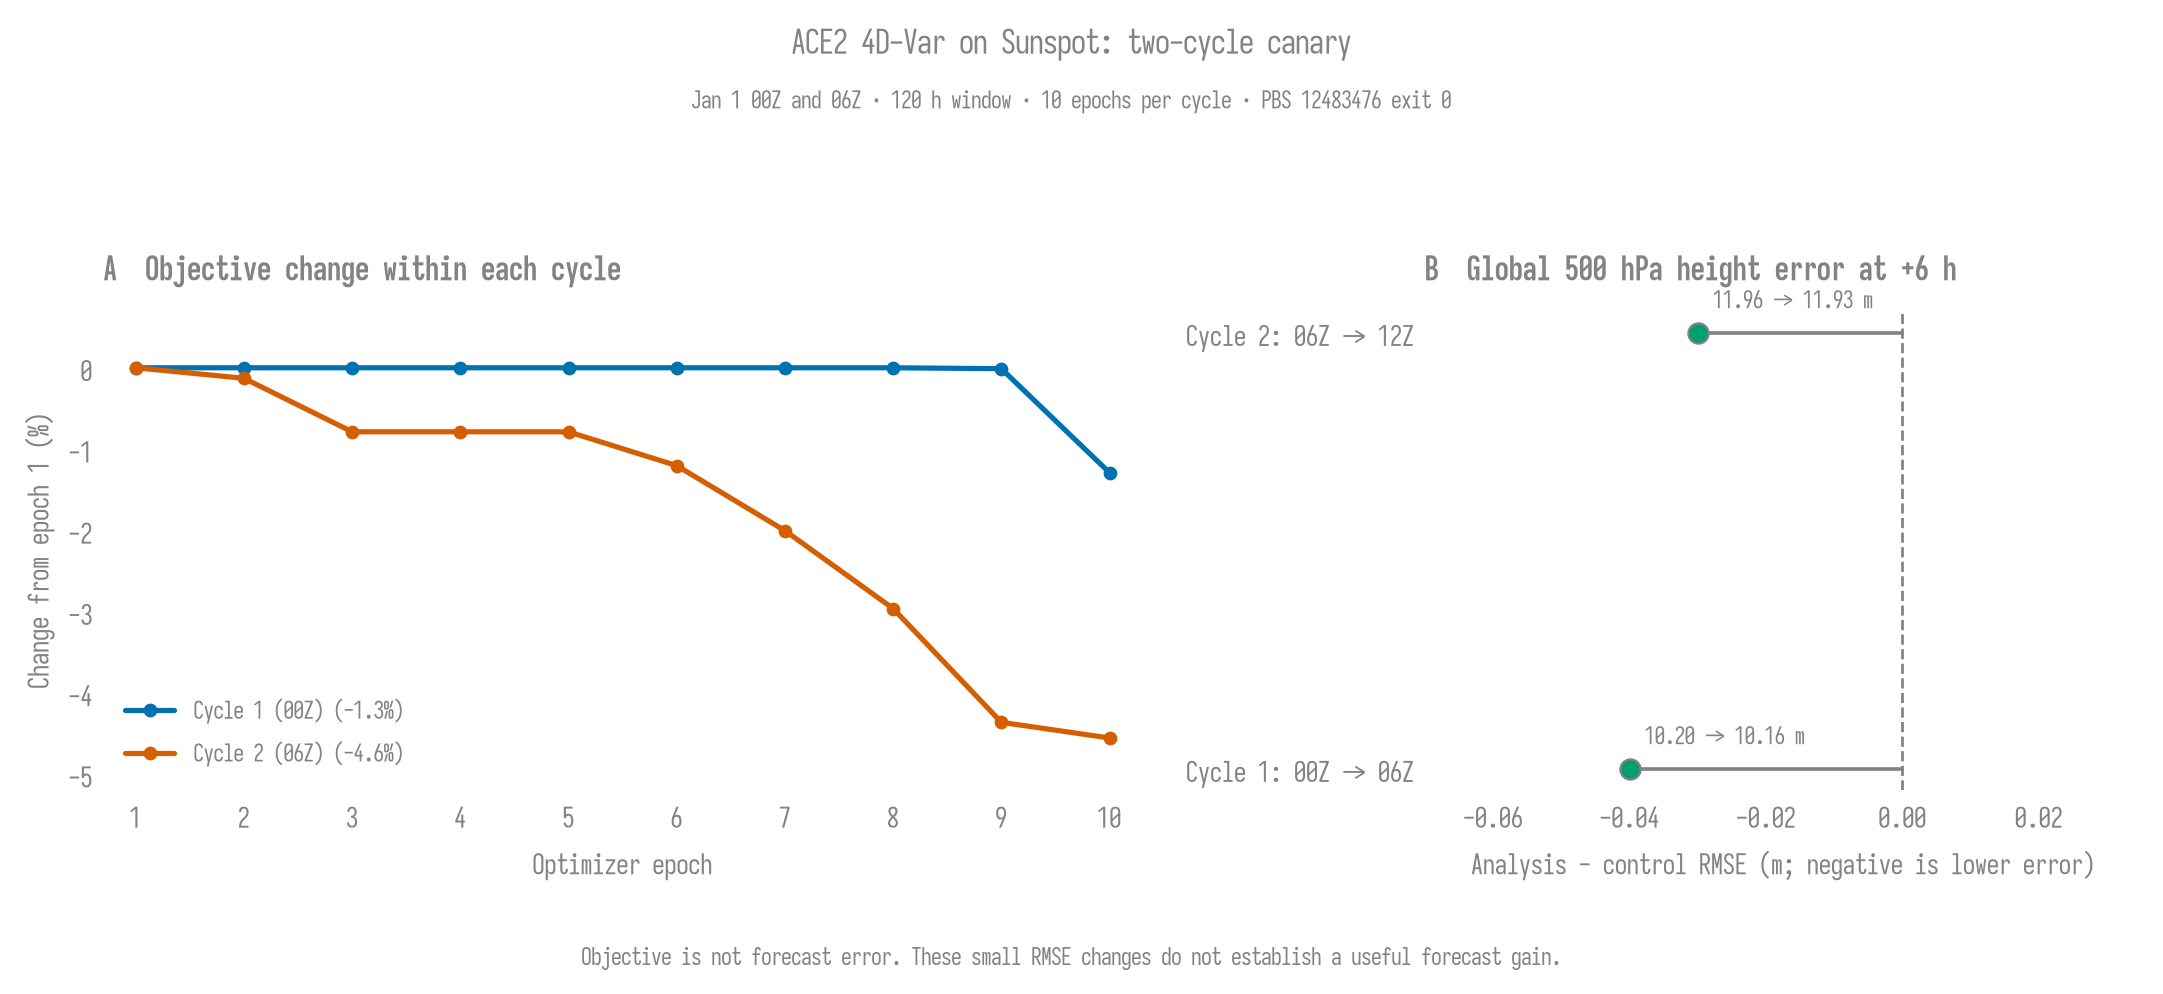 ACE2 4D-Var on Sunspot: two-cycle canary
Jan 1 00Z and 06Z · 120 h window · 10 epochs per cycle · PBS 12483476 exit 0
A Objective change within each cycle
Change from epoch 1 (%)
0
-1
-2
-3
-4
-5
Cycle 1 (00Z) (-1.3%)
Cycle 2 (06Z) (-4.6%)
1 2 3 4 5 6 7 8 9 10
Optimizer epoch
B Global 500 hPa height error at +6 h
11.96 → 11.93 m
Cycle 2: 06Z → 12Z
10.20 → 10.16 m
Cycle 1: 00Z → 06Z
-0.06 -0.04 -0.02 0.00 0.02
Analysis - control RMSE (m; negative is lower error)
Objective is not forecast error. These small RMSE changes do not establish a useful forecast gain.